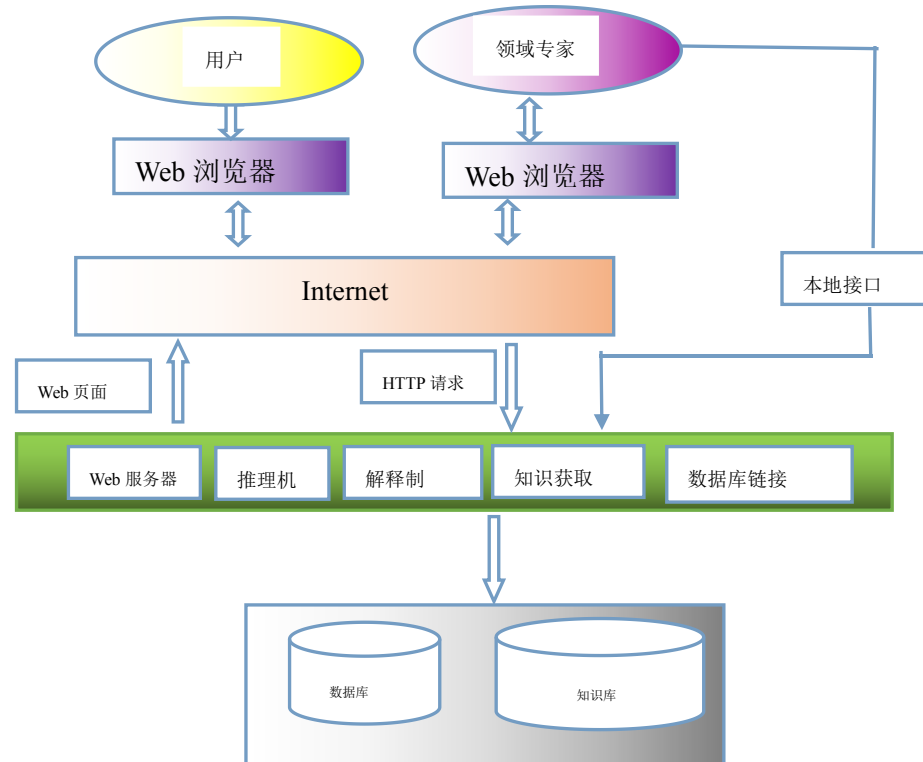 用户
领域专家
Web 浏览器
Web 浏览器
本地接口
Internet
Web 页面
HTTP 请求
Web 服务器
推理机
解释制
知识获取
数据库链接
数据库
知识库